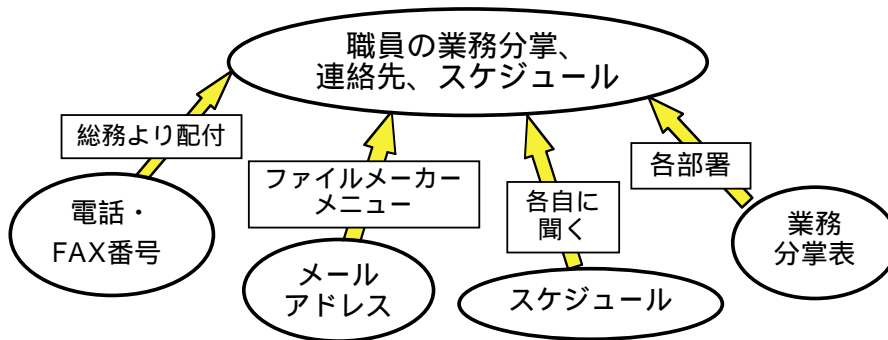 職員の業務分掌、
連絡先、スケジュール
総務より配付
ファイルメーカー
メニュー
各自に
聞く
各部署
電話・
FAX番号
メール
アドレス
スケジュール
業務
分掌表